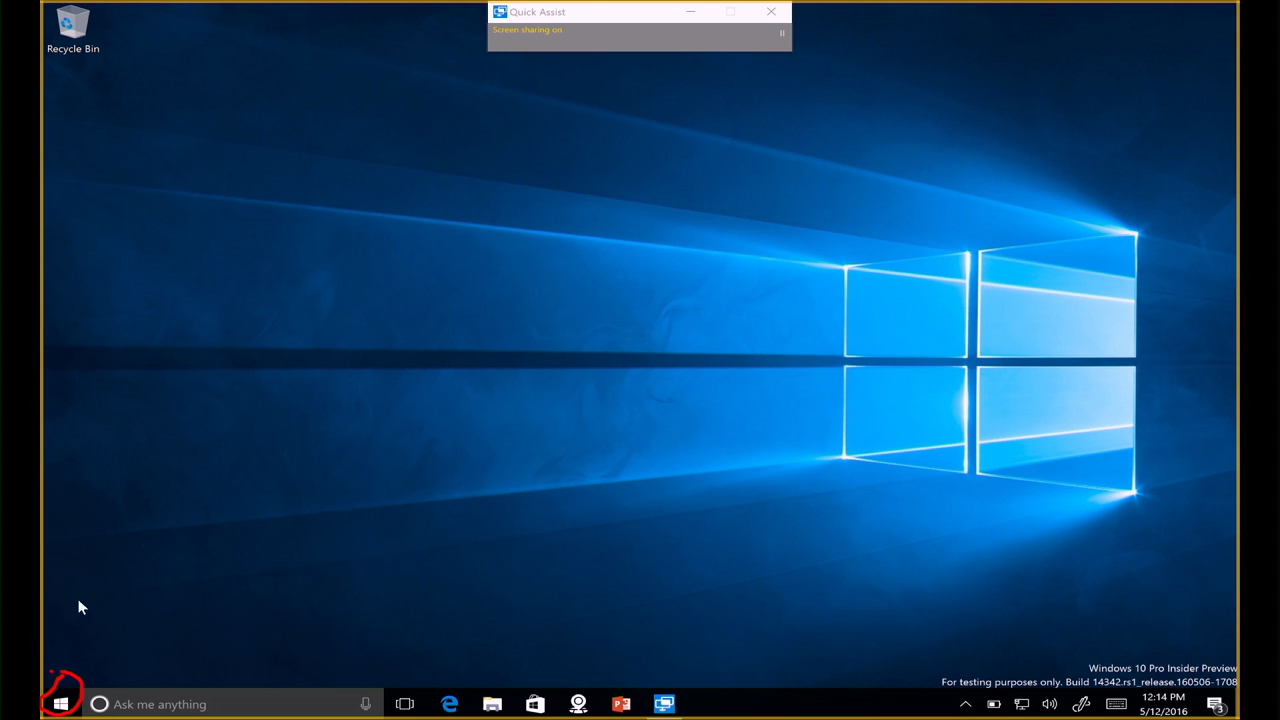 Quick Assist
Screen sharing on
Recycle Bin
Windows 10 Pro Insider Preview
For testing purposes only. Build 14342.rs1_release.160506-1708
Ask me anything
12:14 PM
5/12/2016
3